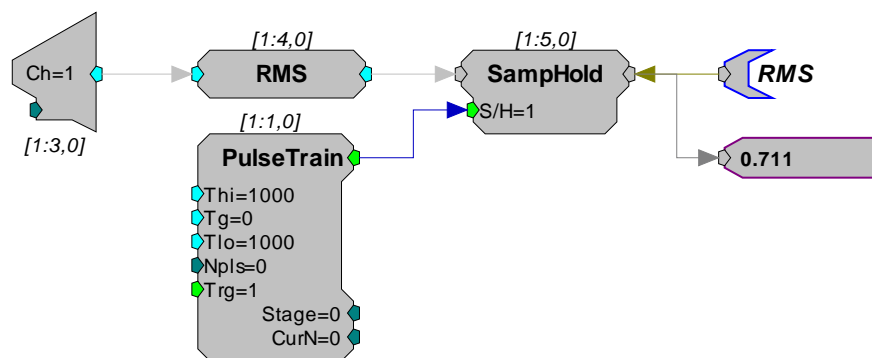 [1:4,0]
[1:5,0]
Ch=1
RMS
SampHold
RMS
S/H=1
[1:3,0]
[1:1,0]
PulseTrain
0.711
Thi=1000
Tg=0
Tlo=1000
Npls=0
Trg=1
Stage=0
CurN=0